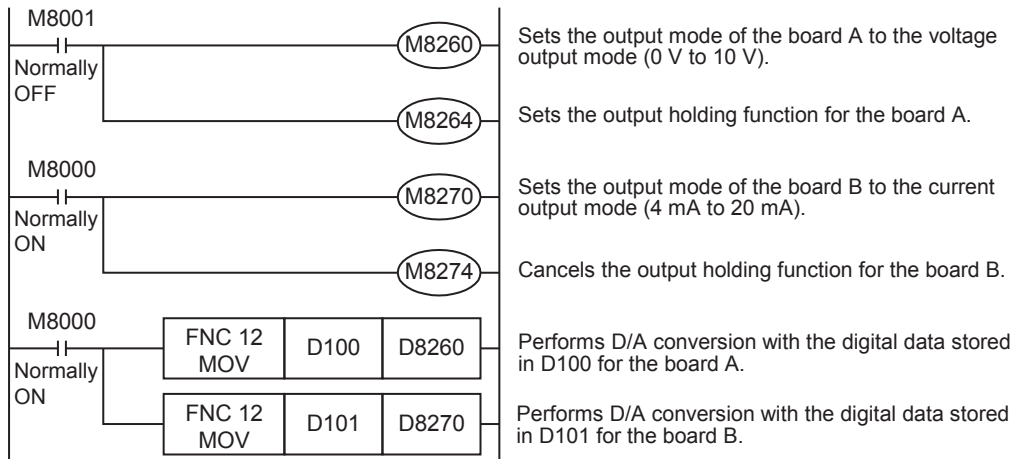 M8001
Normally
OFF
M8260
Sets the output mode of the board A to the voltage
output mode (0 V to 10 V).
M8264
Sets the output holding function for the board A.
M8000
Normally
ON
M8270
Sets the output mode of the board B to the current
output mode (4 mA to 20 mA).
M8274
Cancels the output holding function for the board B.
M8000
Normally
ON
FNC 12
MOV
D100
D8260
Performs D/A conversion with the digital data stored
in D100 for the board A.
FNC 12
MOV
D101
D8270
Performs D/A conversion with the digital data stored
in D101 for the board B.